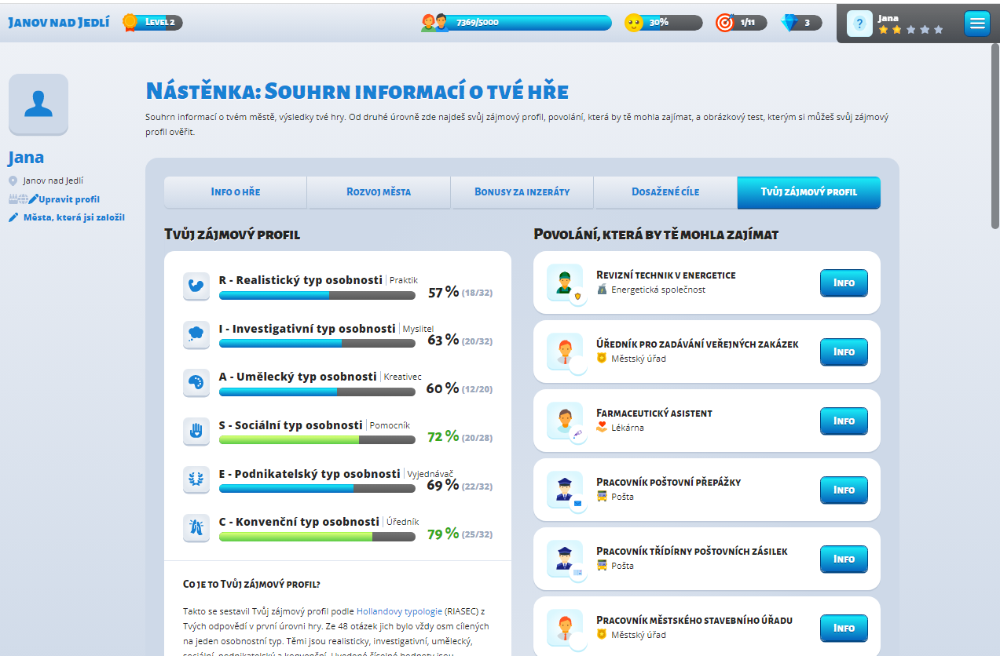 Janov nad Jedlí
Level 2
7369/5000
30%
1/11
3
?
Jana
Jana
Janov nad Jedlí
Upravit profil
Města, která jsi založil
Nástěnka: Souhrn informací o tvé hře
Souhrn informací o tvém městě, výsledky tvé hry. Od druhé úrovně zde najdeš svůj zájmový profil, povolání, která by tě mohla zajímat, a obrázkový test, kterým si můžeš svůj zájmový
profil ověřit.
Info o hře
Rozvoj města
Bonusy za inzeráty
Dosažené cíle
Tvůj zájmový profil
Tvůj zájmový profil
R - Realistický typ osobnosti | Praktik
57 % (18/32)
I - Investigativní typ osobnosti | Myslitel
63 % (20/32)
A - Umělecký typ osobnosti | Kreativec
60 % (12/20)
S - Sociální typ osobnosti | Pomocník
72 % (20/28)
E - Podnikatelský typ osobnosti | Vyjednávač
69 % (22/32)
C - Konvenční typ osobnosti | Úředník
79 % (25/32)
Co je to Tvůj zájmový profil?
Takto se sestavil Tvůj zájmový profil podle Hollandovy typologie (RIASEC) z
Tvých odpovědí v první úrovni hry. Ze 48 otázek jich bylo vždy osm cílených
na jeden osobnostní typ. Těmi jsou realisticky, investigativní, umělecký,
sociální, podnikatelský a konvenční. Uvedené číselné hodnoty jsou
Povolání, která by tě mohla zajímat
Revizní technik v energetice
Energetická společnost
Info
Úředník pro zadávání veřejných zakázek
Městský úřad
Info
Farmaceutický asistent
Lékárna
Info
Pracovník poštovní přepážky
Pošta
Info
Pracovník třídírny poštovních zásilek
Pošta
Info
Pracovník městského stavebního úřadu
Městský úřad
Info